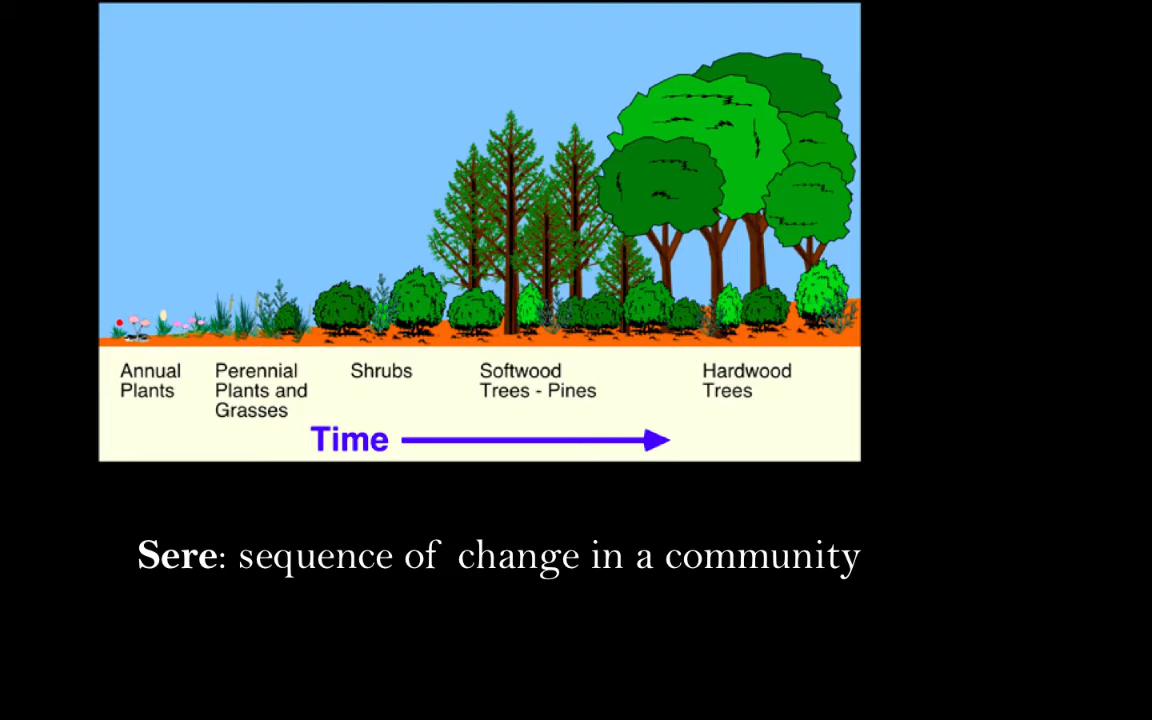 Annual
Plants
Perennial
Plants and
Grasses
Shrubs
Softwood
Trees - Pines
Hardwood
Trees
Time
Sere: sequence of change in a community